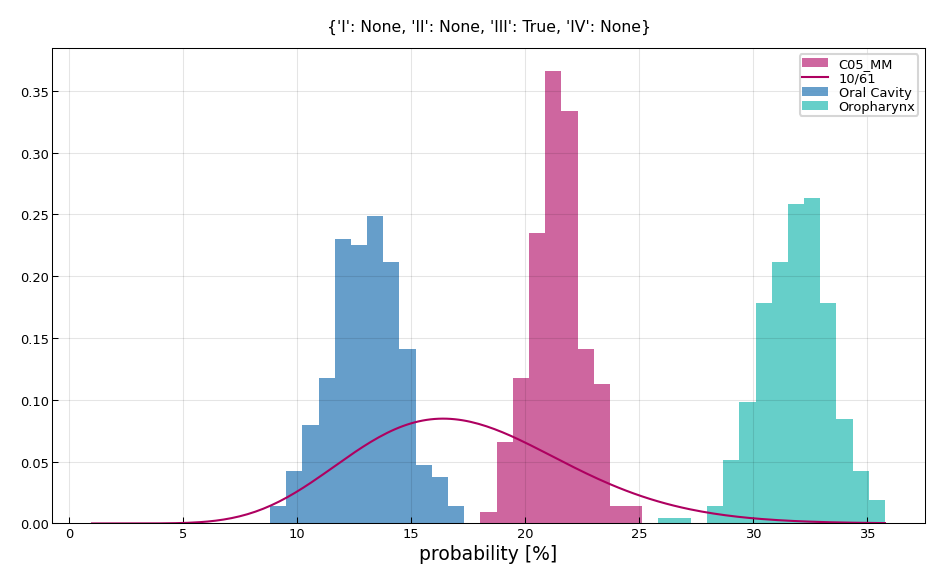 {'I': None, 'II': None, 'III': True, 'IV': None}
C05_MM
10/61
Oral Cavity
Oropharynx
0.35
0.30
0.25
0.20
0.15
0.10
0.05
0.00
0 5 10 15 20 25 30 35
probability [%]